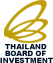 THAILAND
BOARD OF
INVESTMENT